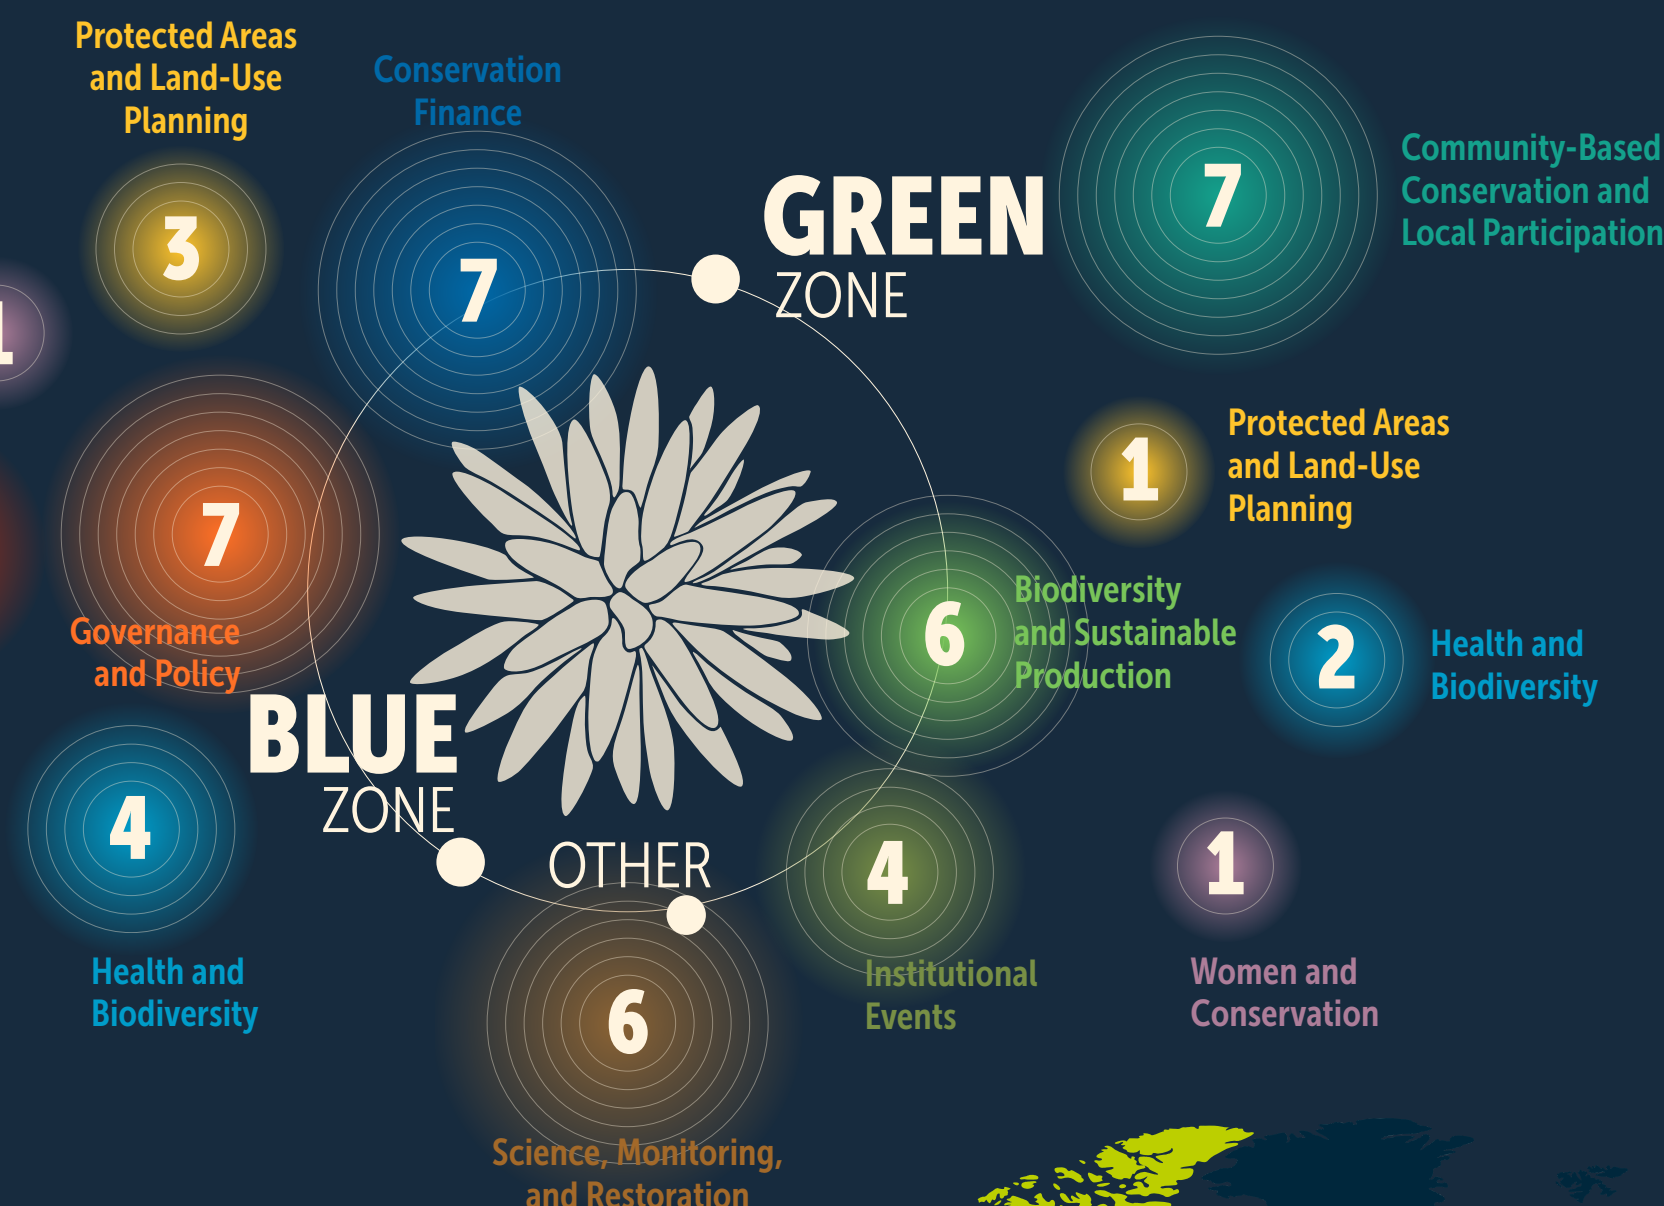 Protected Areas
and Land-Use
Planning
3
Conservation
Finance
7
GREEN
ZONE
7
Community-Based
Conservation and
Local Participation
1
7
Governance
and Policy
1
Protected Areas
and Land-Use
Planning
6
Biodiversity
and Sustainable
Production
2
Health and
Biodiversity
BLUE
ZONE
4
Health and
Biodiversity
OTHER
4
Institutional
Events
1
Women and
Conservation
6
Science, Monitoring,
and Restoration